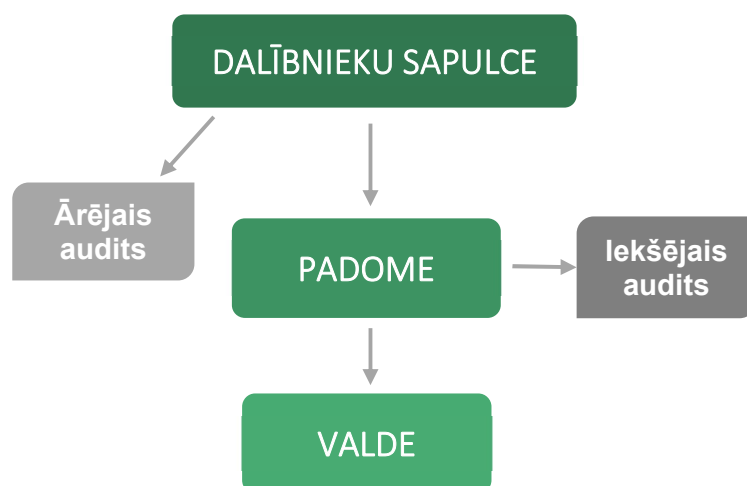 DALĪBNIEKU SAPULCE
Ārējais
audits
PADOME
Iekšējais
audits
VALDE